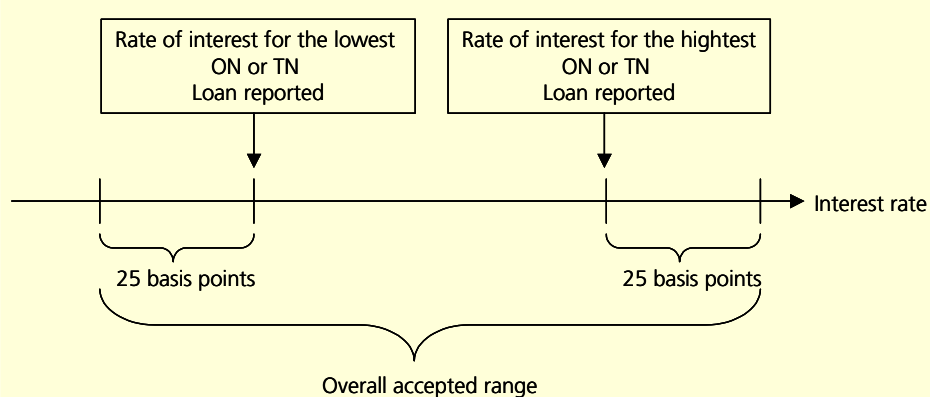 Rate of interest for the lowest
ON or TN
Loan reported
Rate of interest for the highest
ON or TN
Loan reported
Interest rate
25 basis points
25 basis points
Overall accepted range